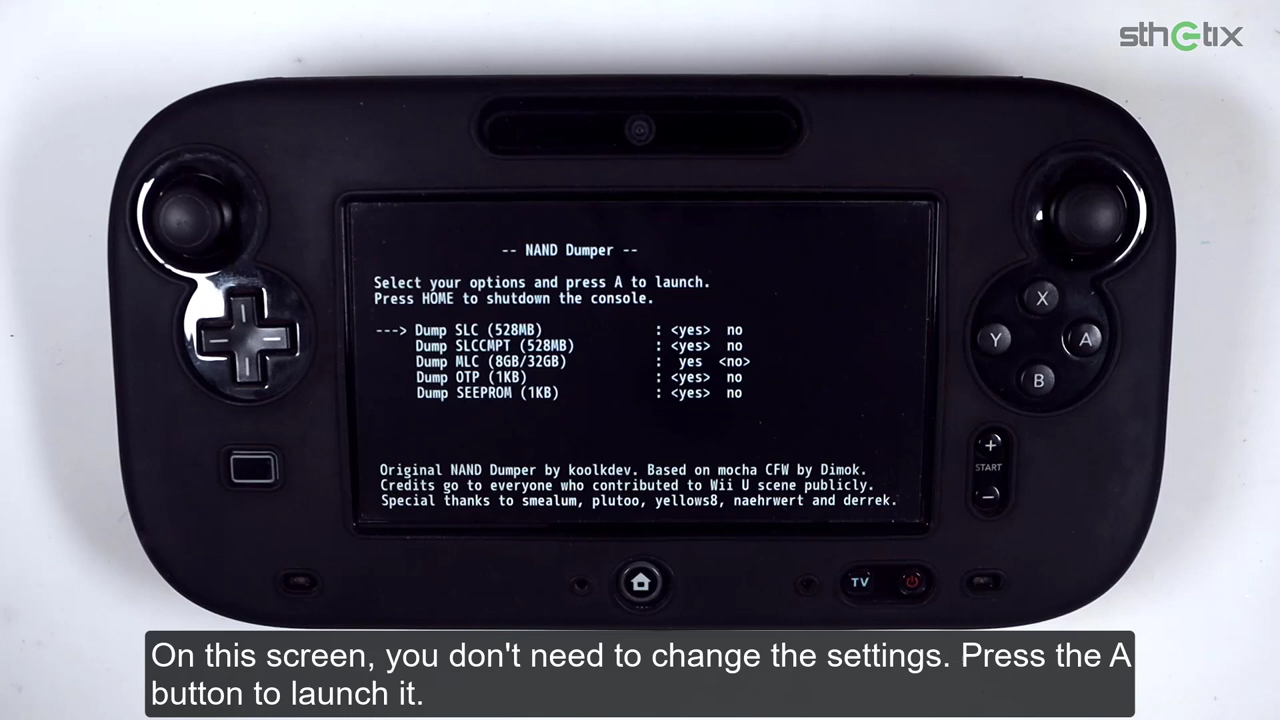 sthetix
-- NAND Dumper --
Select your options and press A to launch.
Press HOME to shutdown the console.
---> Dump SLC (528MB) : <yes> no
Dump SLCCMPT (528MB) : <yes> no
Dump MLC (8GB/32GB) : yes <no>
Dump OTP (1KB) : <yes> no
Dump SEEPROM (1KB) : <yes> no
X
Y
A
B
+
START
-
Original NAND Dumper by koolkdev. Based on mocha CFW by Dimok.
Credits go to everyone who contributed to Wii U scene publicly.
Special thanks to smealum, plutoo, yellows8, naehrwert and derrek.
TV
On this screen, you don't need to change the settings. Press the A
button to launch it.